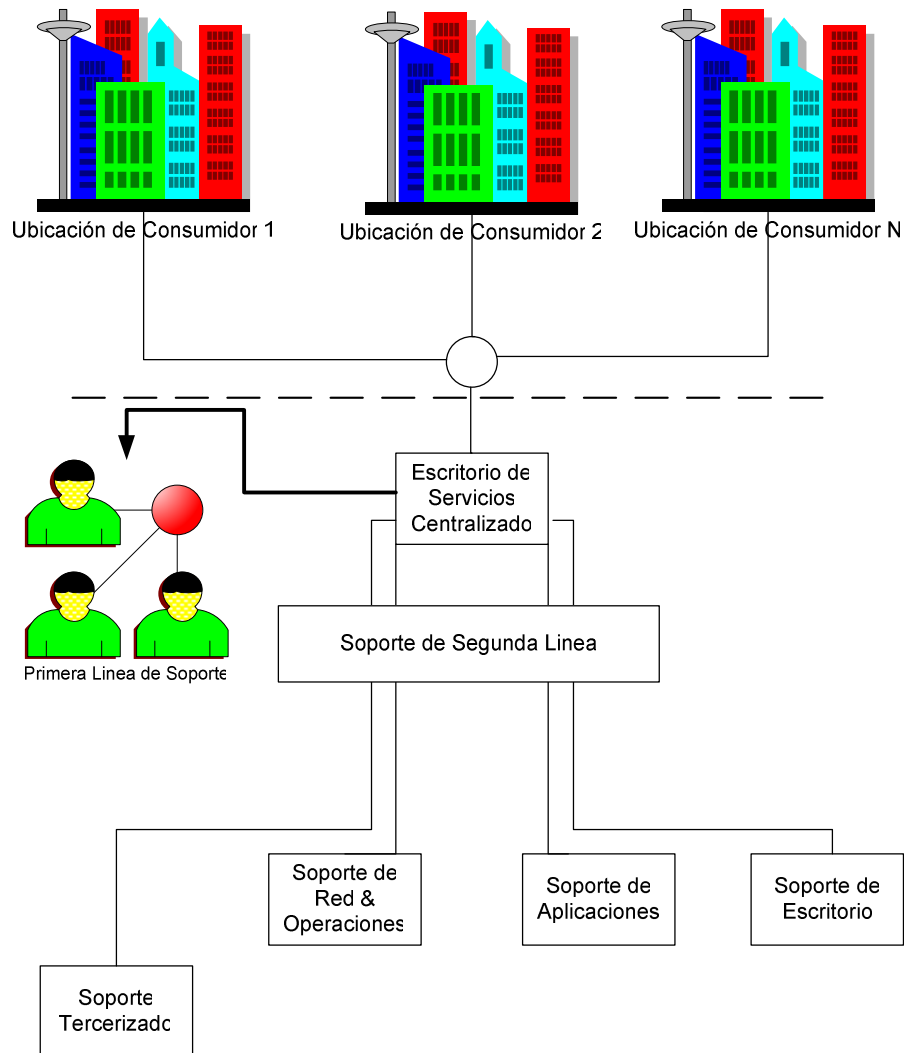 Ubicación de Consumidor 1
Ubicación de Consumidor 2
Ubicación de Consumidor N
Escritorio de
Servicios
Centralizado
Primera Linea de Soporte
Soporte de Segunda Linea
Soporte de
Red &
Operaciones
Soporte de
Aplicaciones
Soporte de
Escritorio
Soporte
Tercerizado